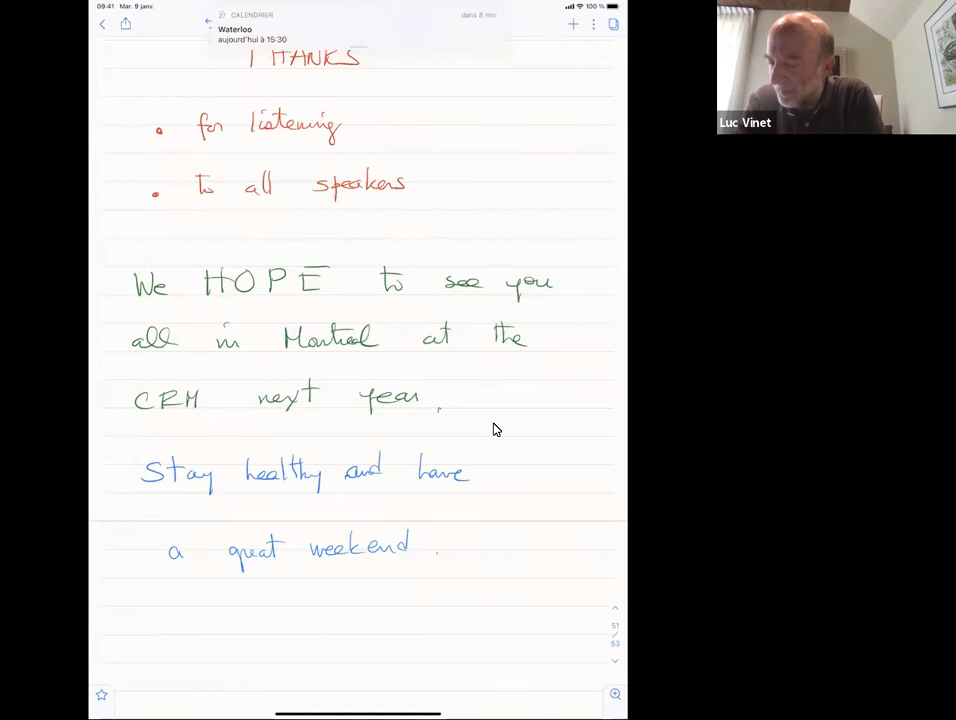 09:41 Mar. 9 janv.
100 %
CALENDRIER
dans 8 min
Waterloo
aujourd'hui à 15:30
THANKS
• for listening
• to all speakers
We HOPE to see you
all in Montreal at the
CRM next year.
Stay healthy and have
a great weekend.
51
/
53
Luc Vinet